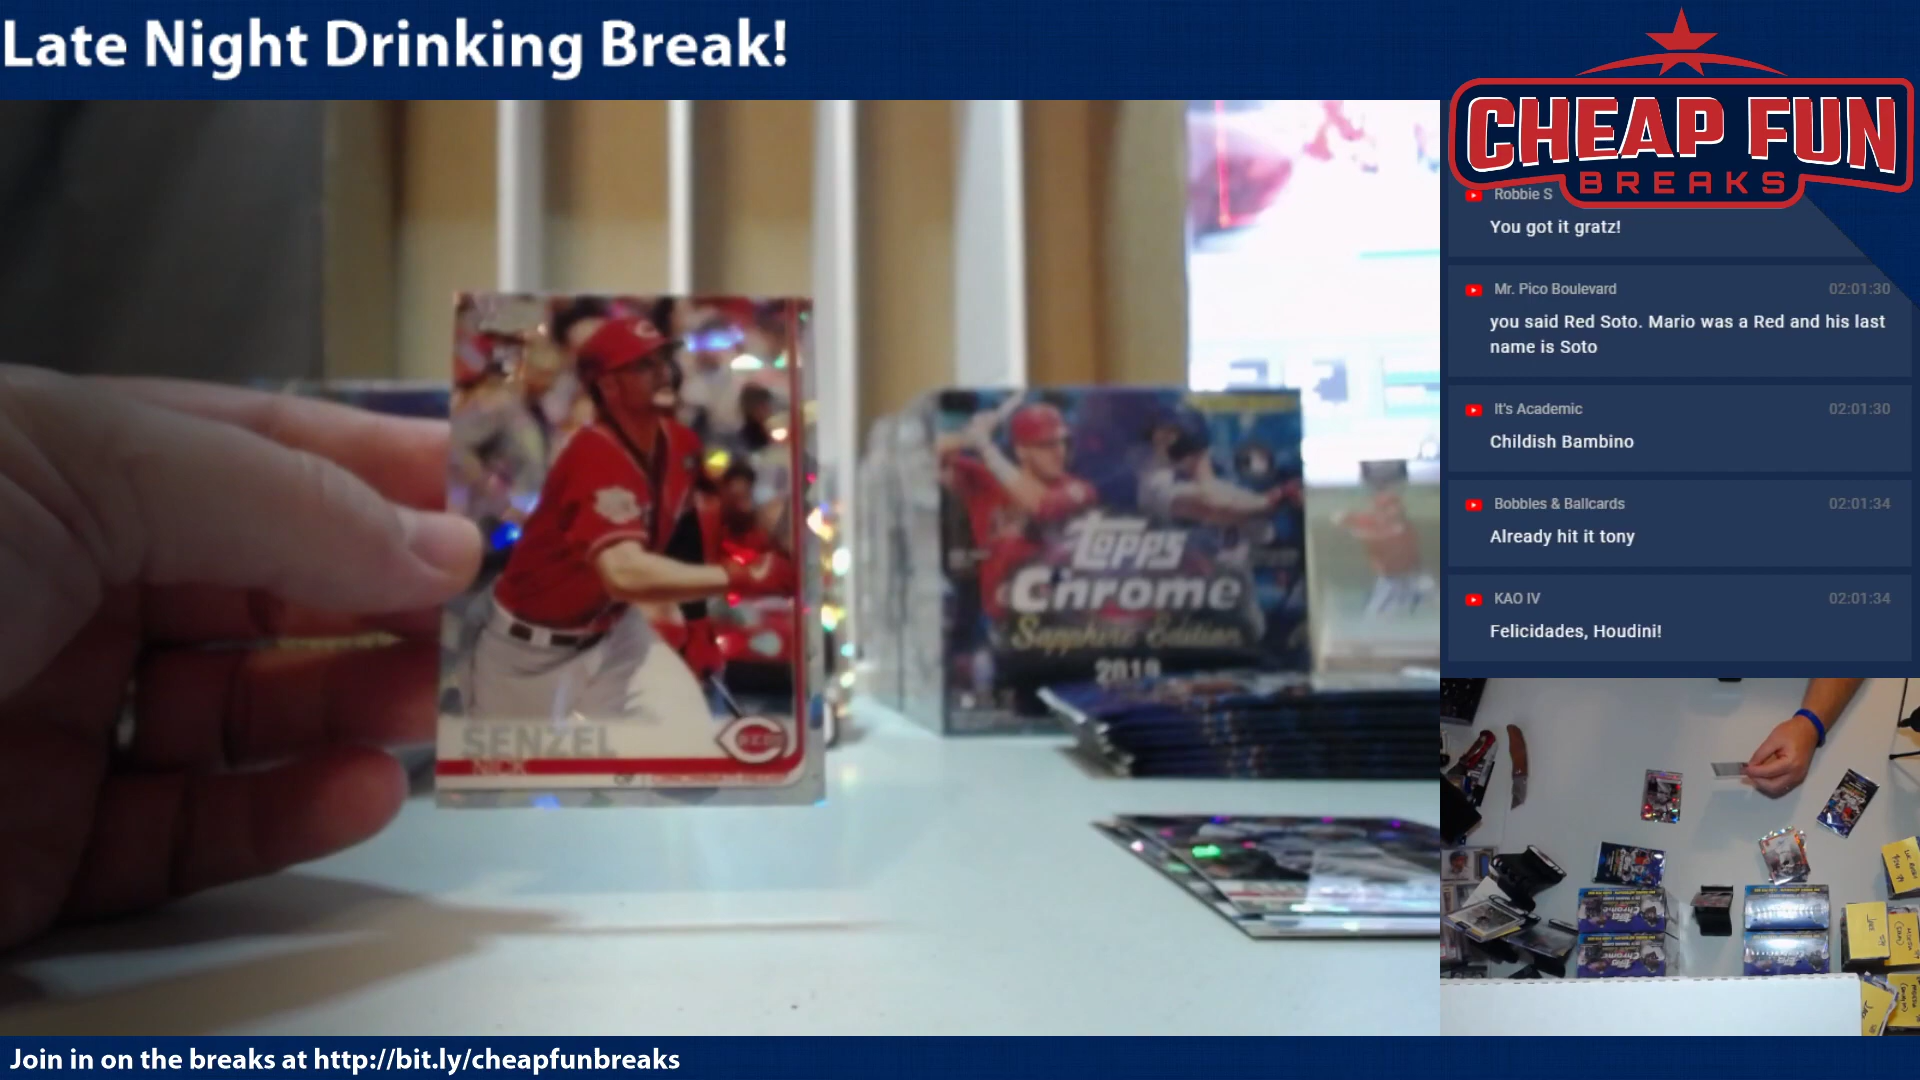 Late Night Drinking Break!
CHEAP FUN
BREAKS
Robbie S
You got it gratz!
Mr. Pico Boulevard 02:01:30
you said Red Soto. Mario was a Red and his last
name is Soto
It's Academic 02:01:30
Childish Bambino
Bobbles & Ballcards 02:01:34
Already hit it tony
KAO IV 02:01:34
Felicidades, Houdini!
SENZEL
NICK
Topps
Chrome
Sapphire Edition
2019
Join in on the breaks at http://bit.ly/cheapfunbreaks